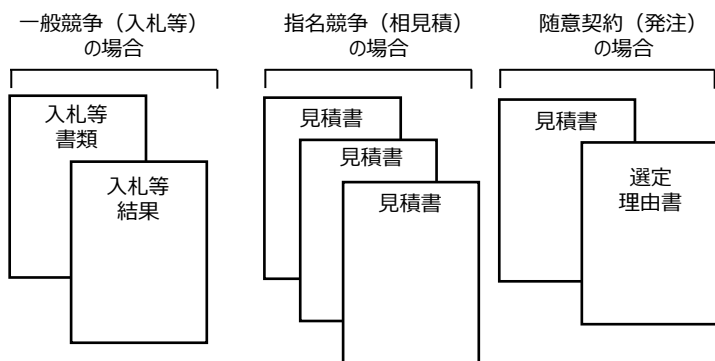 一般競争（入札等）
の場合
入札等
書類
入札等
結果
指名競争（相見積）
の場合
見積書
見積書
見積書
随意契約（発注）
の場合
見積書
選定
理由書